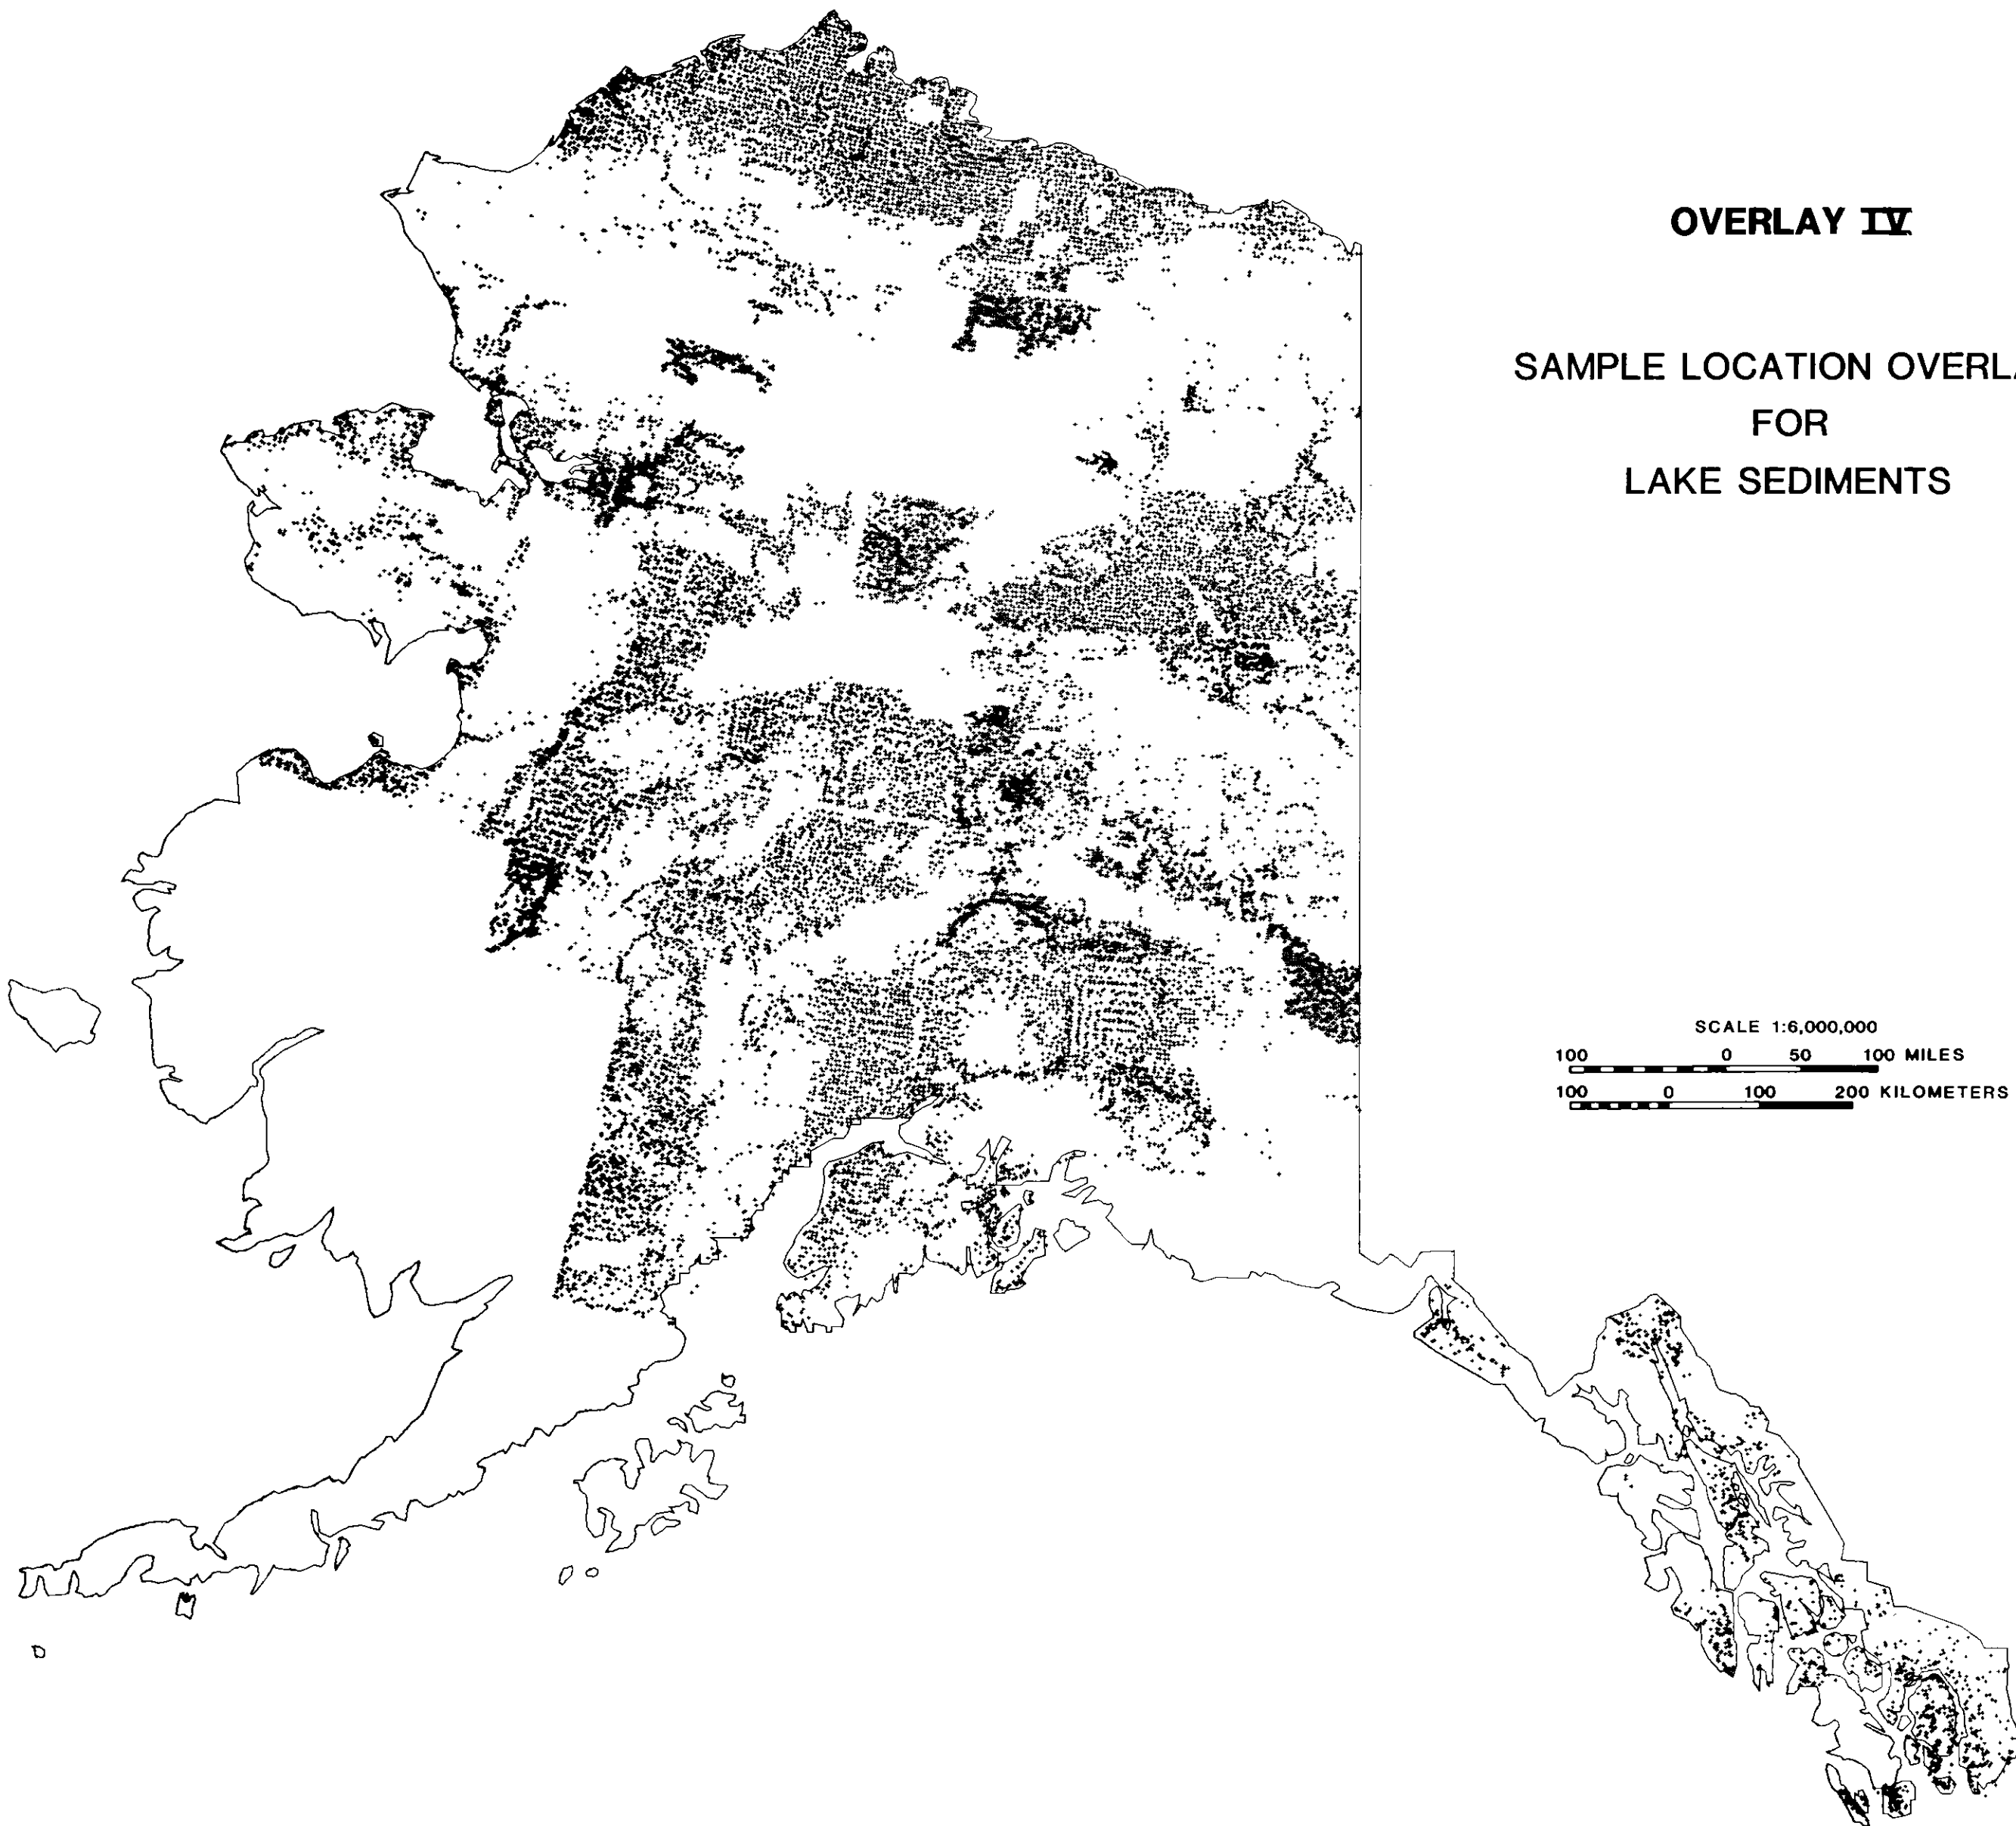 OVERLAY IV
SAMPLE LOCATION OVERLA
FOR
LAKE SEDIMENTS
SCALE 1:6,000,000
100 0 50 100 MILES
100 0 100 200 KILOMETERS